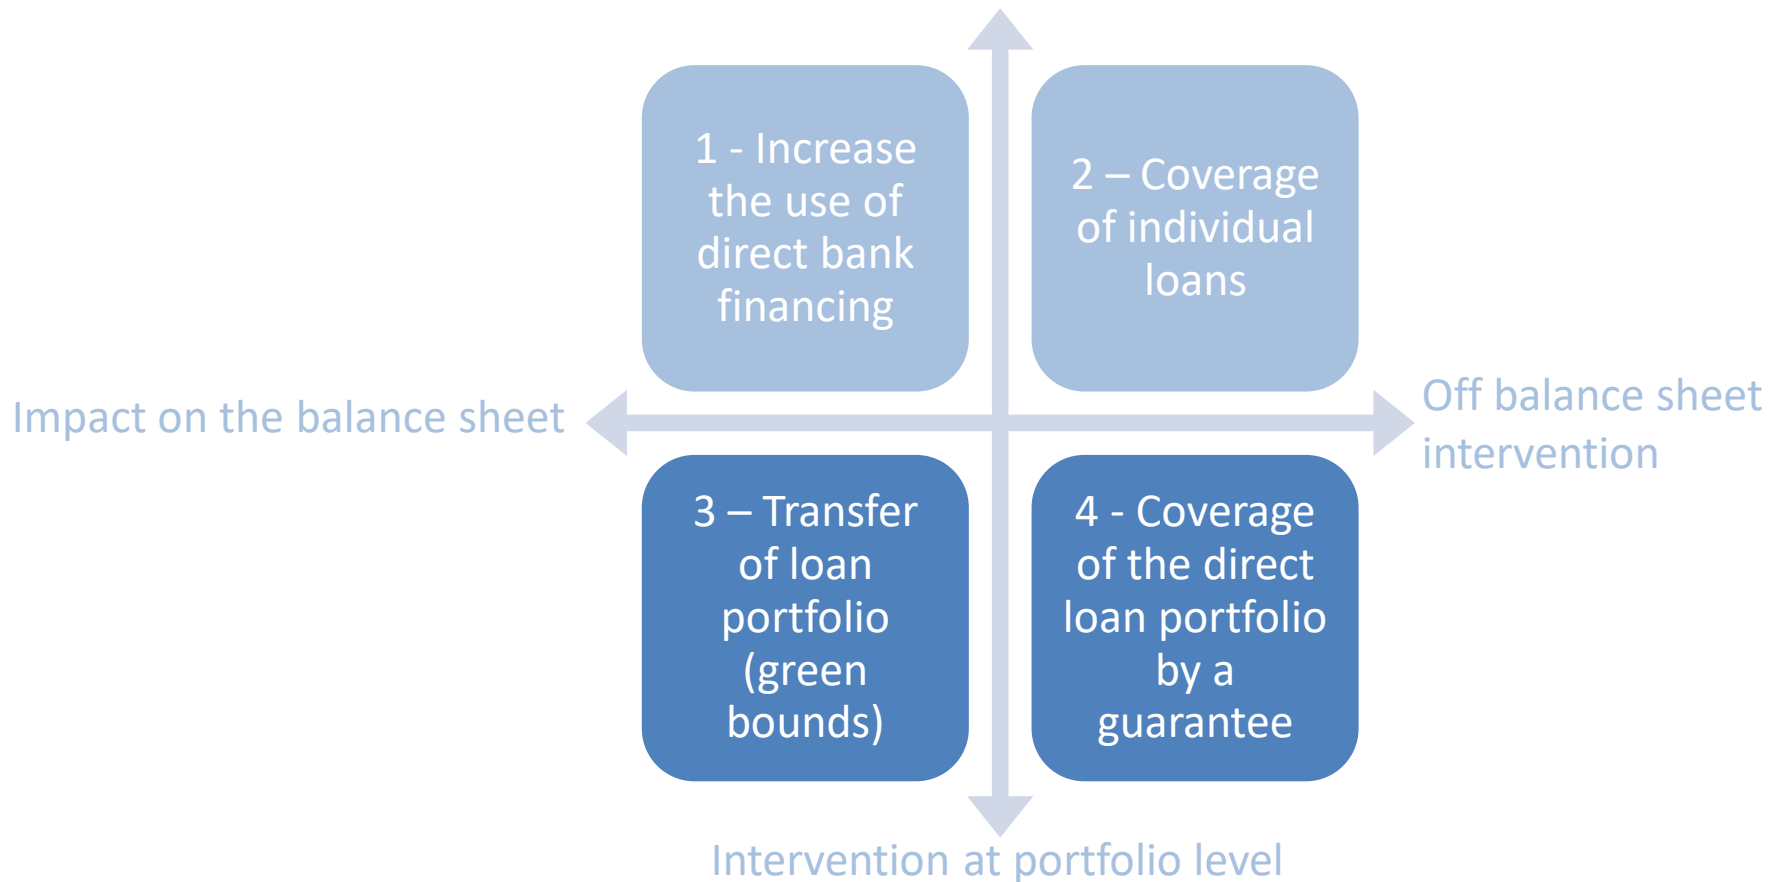 1 - Increase
the use of
direct bank
financing
2 – Coverage
of individual
loans
Impact on the balance sheet
Off balance sheet
intervention
3 – Transfer
of loan
portfolio
(green
bounds)
4 - Coverage
of the direct
loan portfolio
by a
guarantee
Intervention at portfolio level